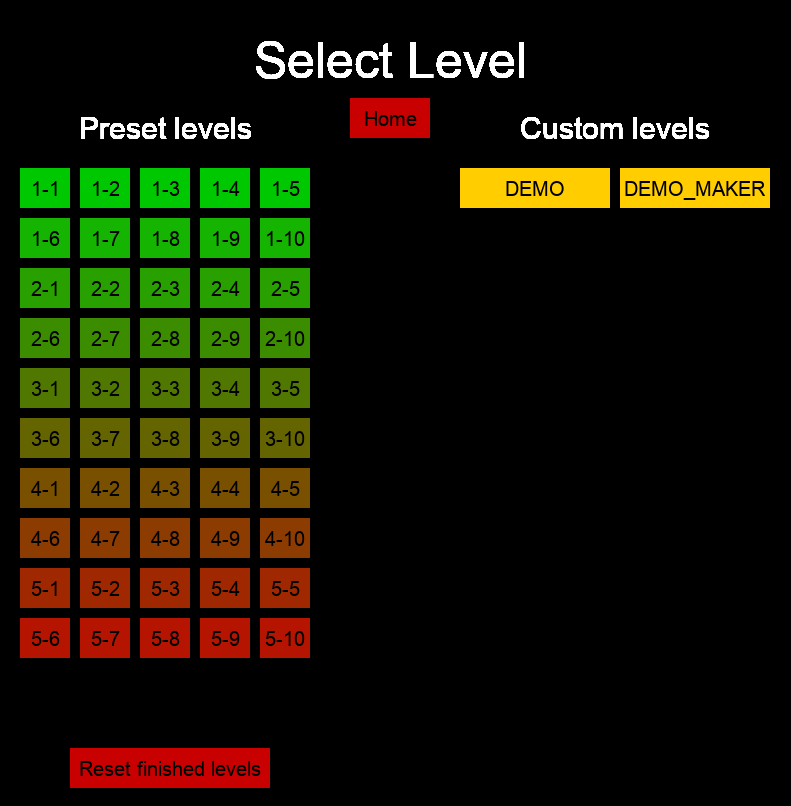 Select Level
Home
Preset levels
Custom levels
1-1 1-2 1-3 1-4 1-5
DEMO DEMO_MAKER
1-6 1-7 1-8 1-9 1-10
2-1 2-2 2-3 2-4 2-5
2-6 2-7 2-8 2-9 2-10
3-1 3-2 3-3 3-4 3-5
3-6 3-7 3-8 3-9 3-10
4-1 4-2 4-3 4-4 4-5
4-6 4-7 4-8 4-9 4-10
5-1 5-2 5-3 5-4 5-5
5-6 5-7 5-8 5-9 5-10
Reset finished levels